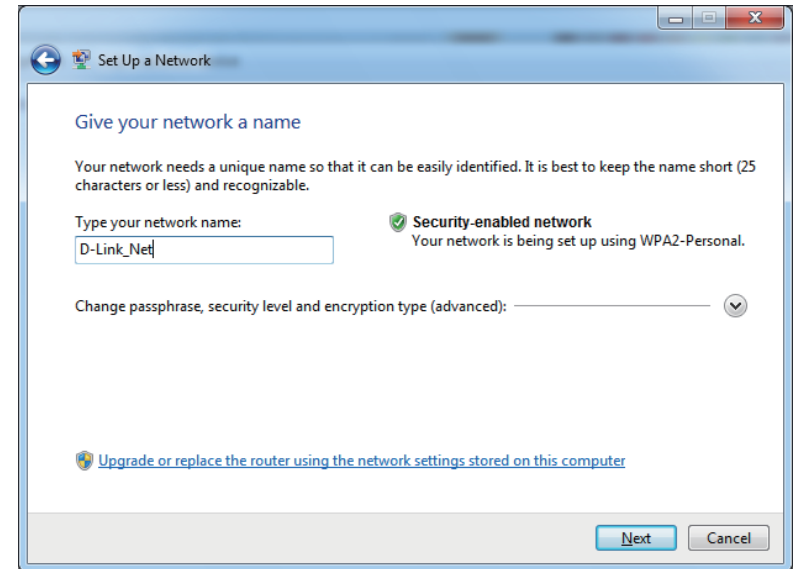 Set Up a Network
Give your network a name
Your network needs a unique name so that it can be easily identified. It is best to keep the name short (25
characters or less) and recognizable.
Type your network name:
Security-enabled network
D-Link_Net
Your network is being set up using WPA2-Personal.
Change passphrase, security level and encryption type (advanced):
Upgrade or replace the router using the network settings stored on this computer
Next
Cancel